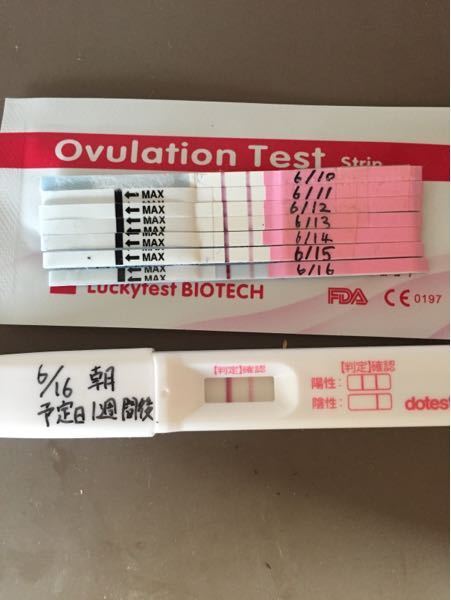 Ovulation Test Strip
6/10
6/11
MAX
6/12
MAX
6/13
MAX
6/14
MAX
6/15
MAX
6/16
MAX
Luckytest BIOTECH
FDA CE 0197
6/16 朝
予定日1週間後
【判定】確認
【判定】確認
陽性:
陰性:
dotest